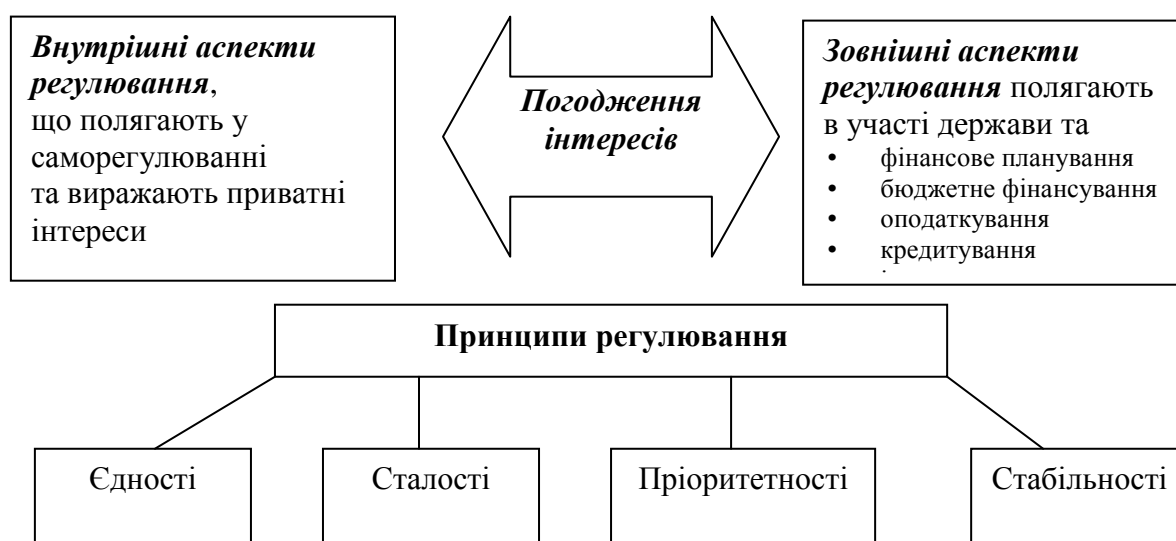 Внутрішні аспекти
регулювання,
що полягають у
саморегулюванні
та виражають приватні
інтереси
Погодження
інтересів
Зовнішні аспекти
регулювання полягають
в участі держави та
• фінансове планування
• бюджетне фінансування
• оподаткування
• кредитування
Принципи регулювання
Єдності
Сталості
Пріоритетності
Стабільності